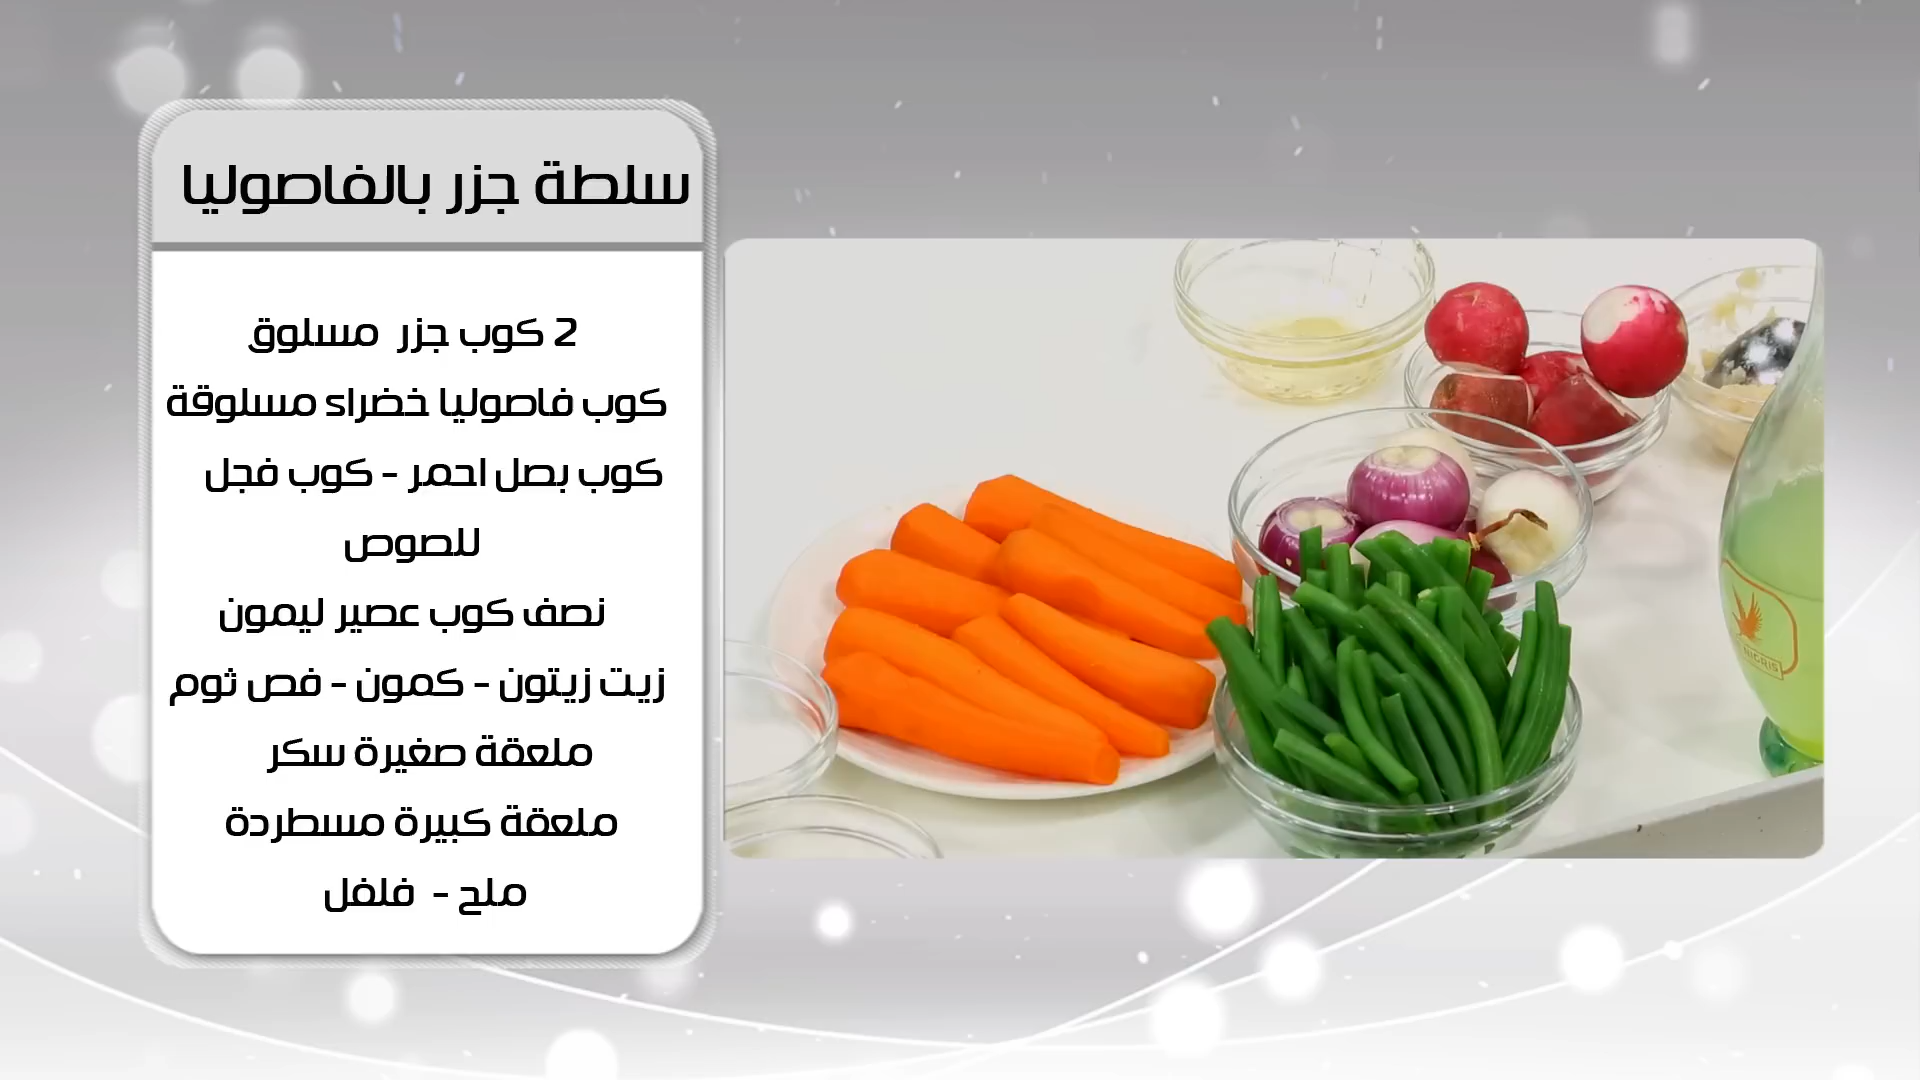 سلطة جزر بالفاصوليا
2 كوب جزر مسلوق
كوب فاصوليا خضراء مسلوقة
كوب بصل احمر - كوب فجل
للصوص
نصف كوب عصير ليمون
زيت زيتون - كمون - فص ثوم
ملعقة صغيرة سكر
ملعقة كبيرة مسطردة
ملح - فلفل